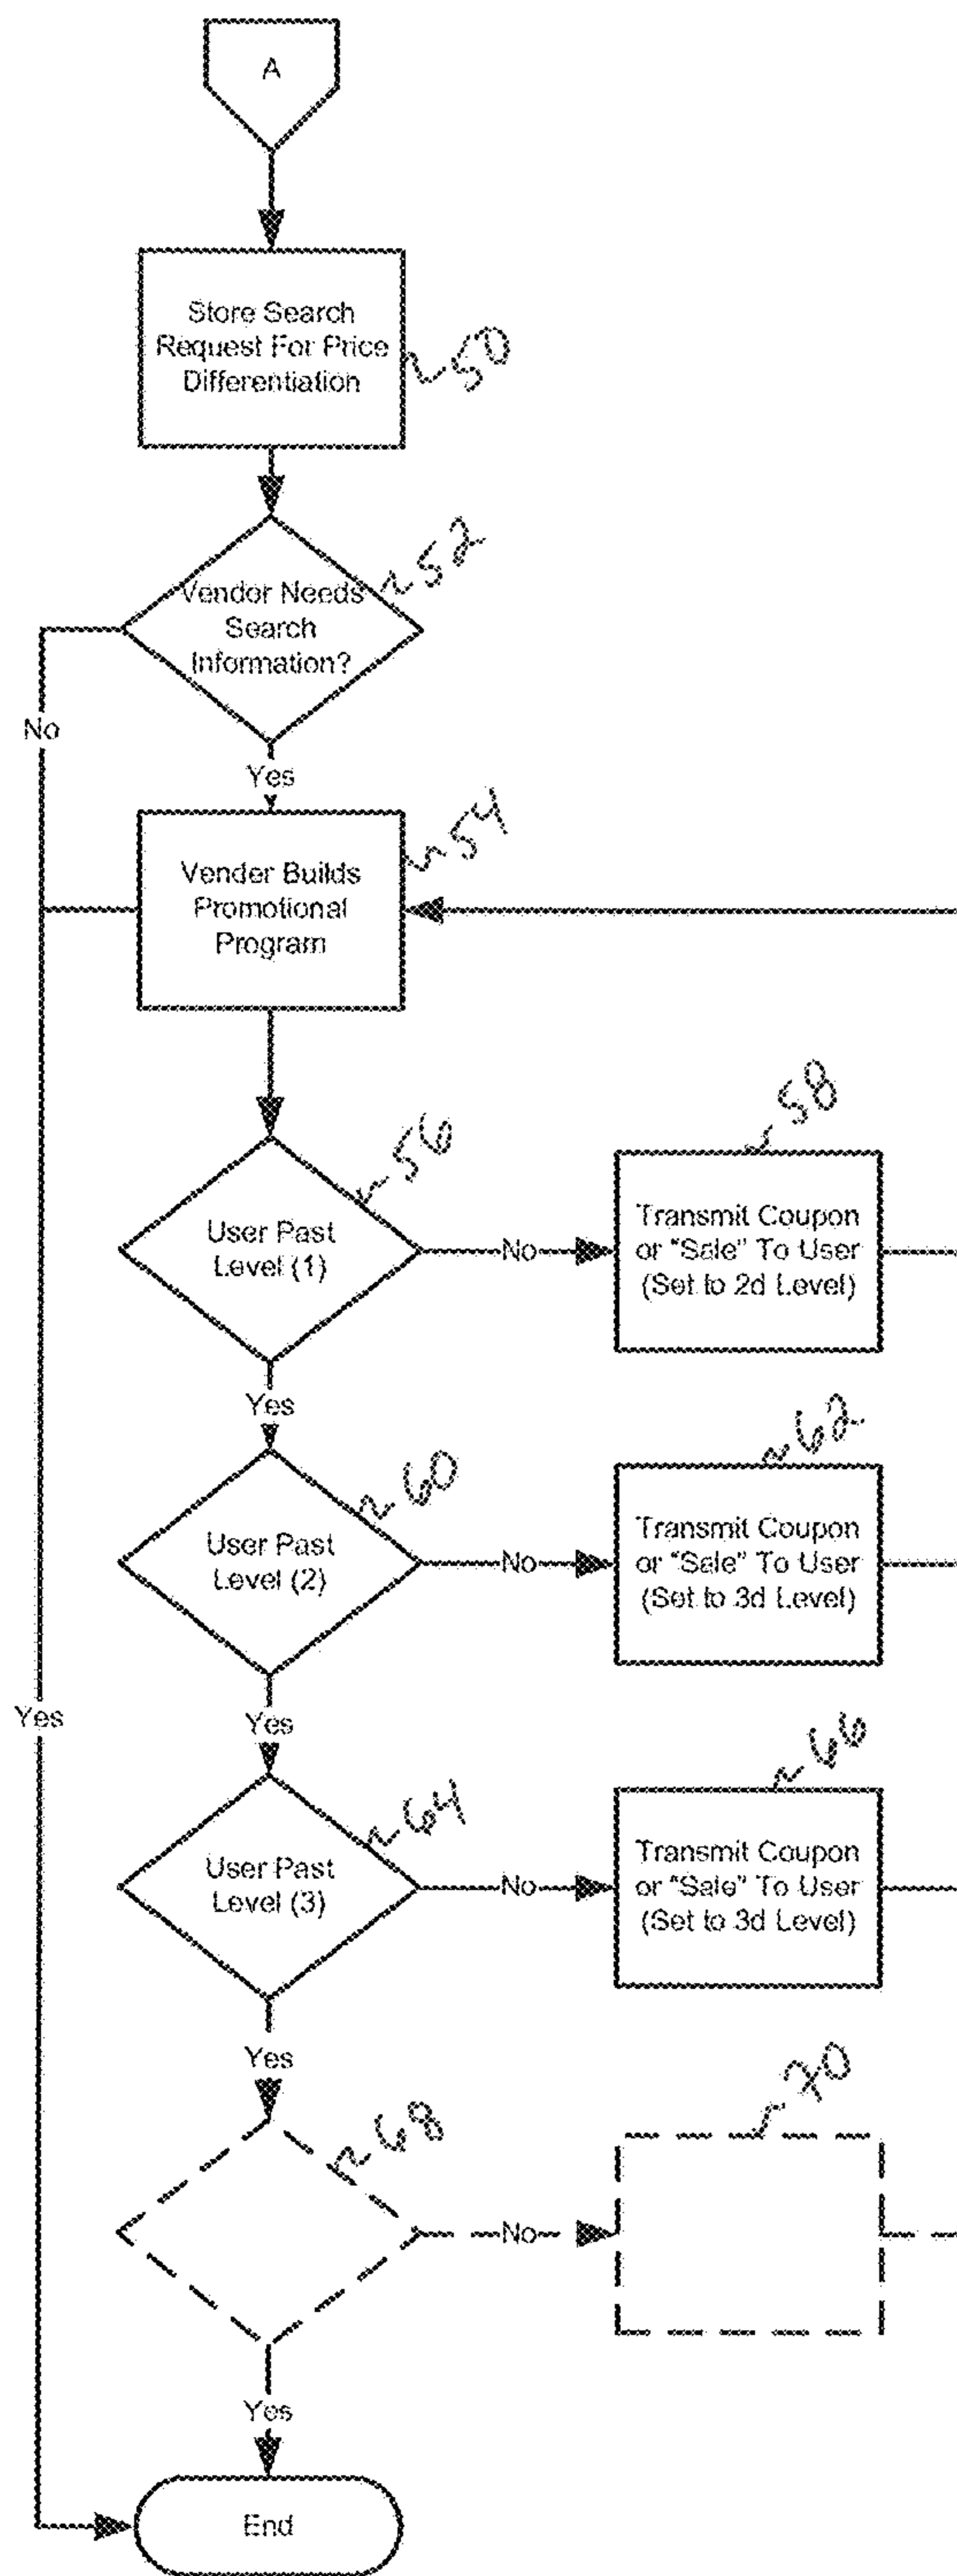 A
Store Search
Request For Price
Differentiation
50
Vendor Needs
Search
Information?
52
No
Yes
Vender Builds
Promotional
Program
54
User Past
Level (1)
56
No
Transmit Coupon
or "Sale" To User
(Set to 2d Level)
58
Yes
User Past
Level (2)
60
No
Transmit Coupon
or "Sale" To User
(Set to 3d Level)
62
Yes
Yes
User Past
Level (3)
64
No
Transmit Coupon
or "Sale" To User
(Set to 3d Level)
66
Yes
68
No
70
Yes
End